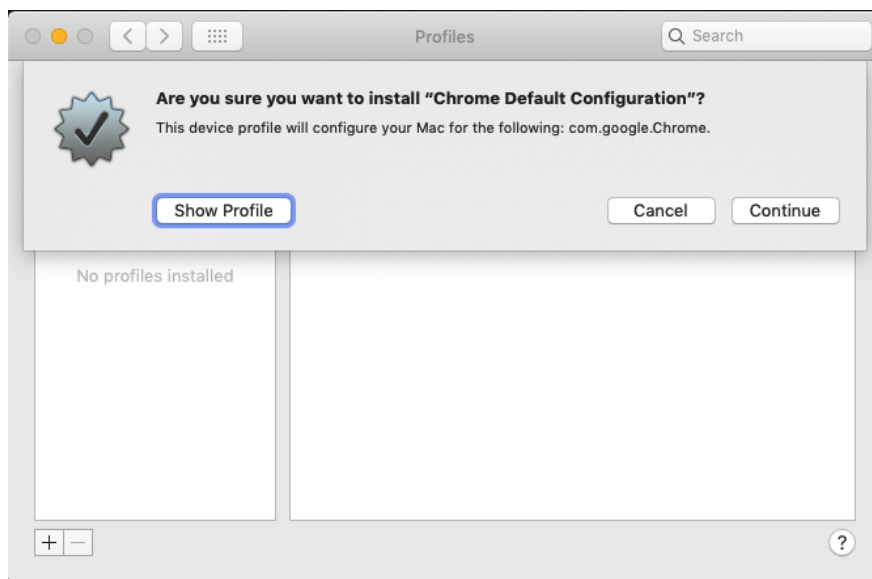 Profiles
Search
Are you sure you want to install “Chrome Default Configuration”?
This device profile will configure your Mac for the following: com.google.Chrome.
Show Profile
Cancel
Continue
No profiles installed
?